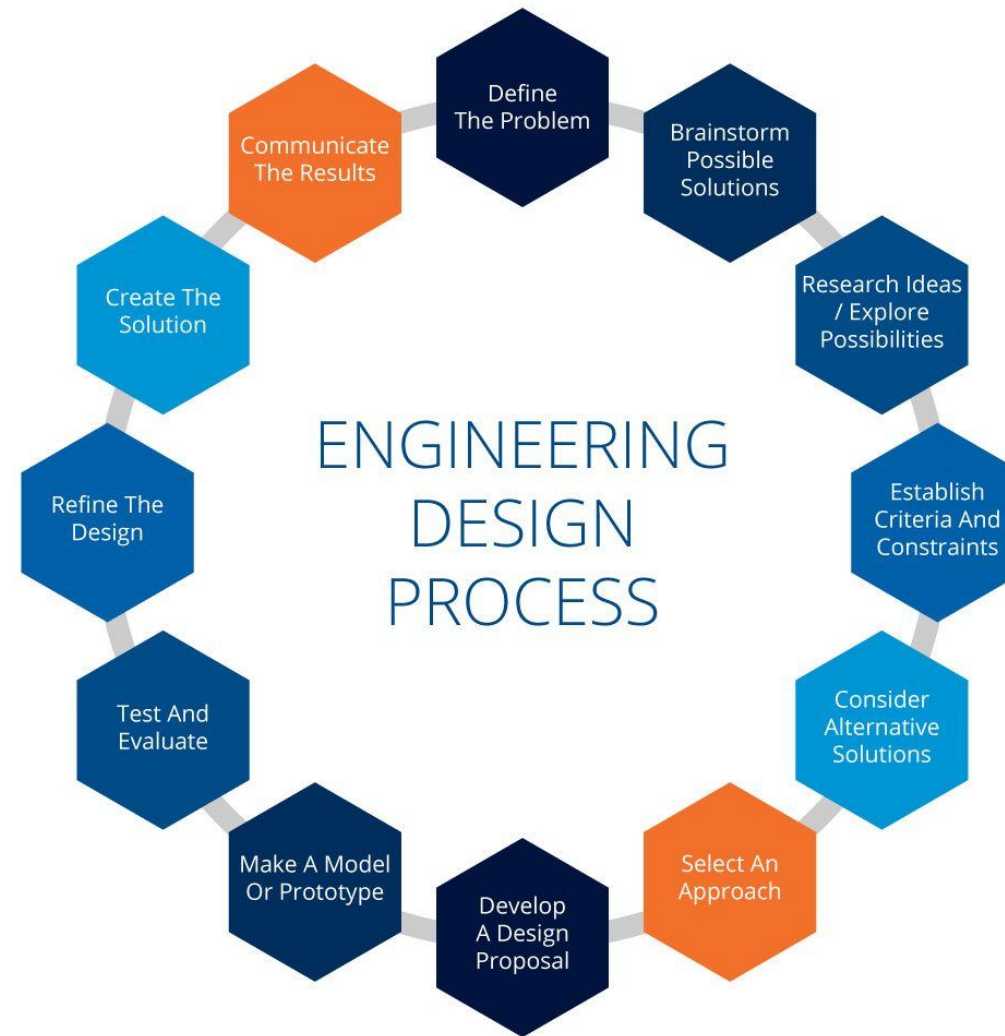 Define
The Problem
Brainstorm
Possible
Solutions
Research Ideas
/ Explore
Possibilities
Establish
Criteria And
Constraints
Consider
Alternative
Solutions
Select An
Approach
Develop
A Design
Proposal
Make A Model
Or Prototype
Test And
Evaluate
Refine The
Design
Create The
Solution
Communicate
The Results
ENGINEERING
DESIGN
PROCESS